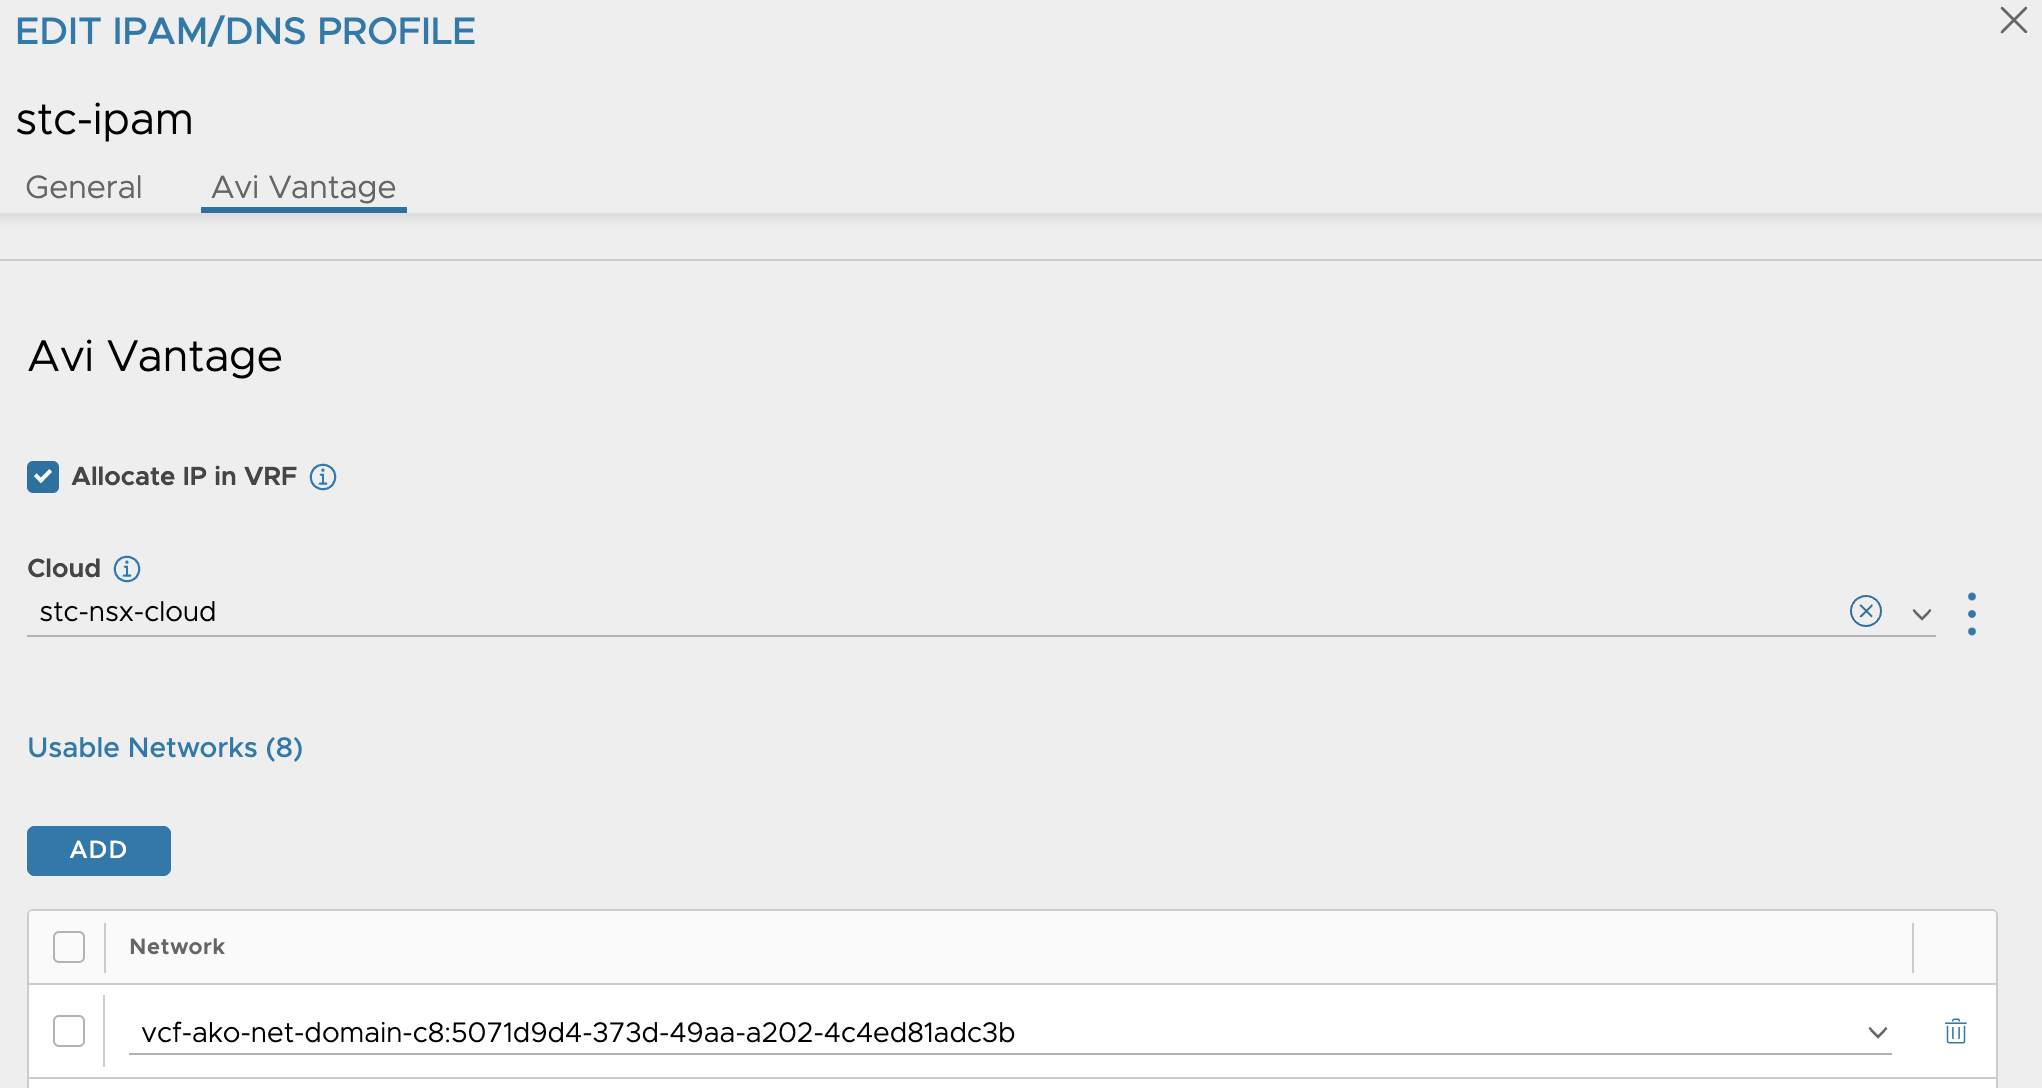 EDIT IPAM/DNS PROFILE
stc-ipam
General Avi Vantage
Avi Vantage
Allocate IP in VRF
Cloud
stc-nsx-cloud
Usable Networks (8)
ADD
Network
vcf-ako-net-domain-c8:5071d9d4-373d-49aa-a202-4c4ed81adc3b